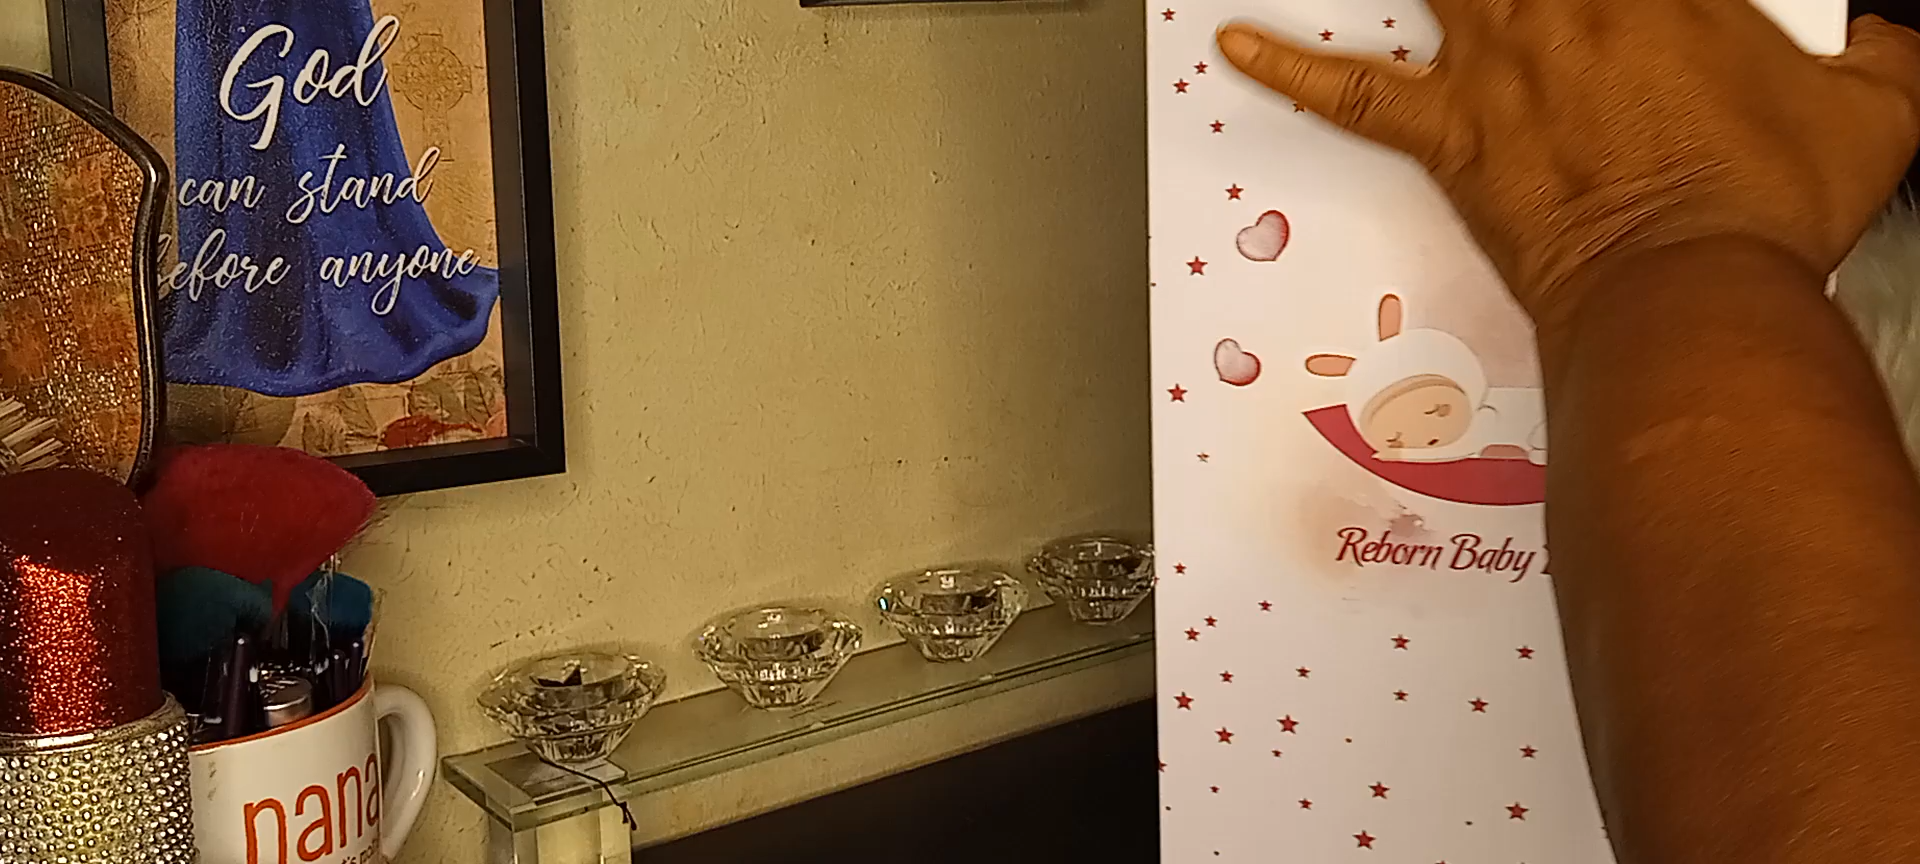 God
can stand
before anyone
nana
Reborn Baby